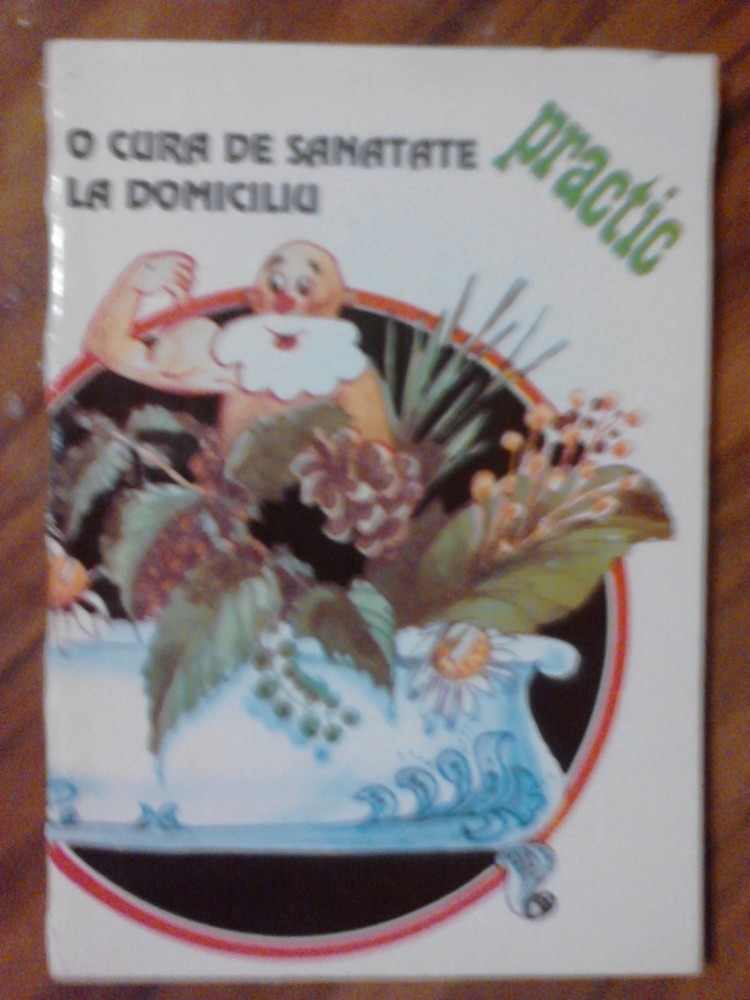 O CURA DE SANATATE
LA DOMICILIU
practic